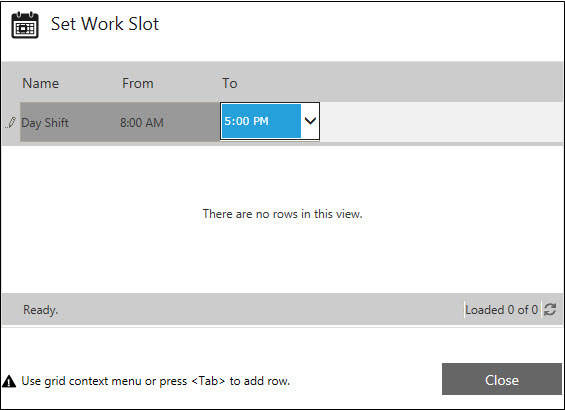 Set Work Slot
Name From To
Day Shift 8:00 AM 5:00 PM
There are no rows in this view.
Ready. Loaded 0 of 0
Use grid context menu or press <Tab> to add row. Close